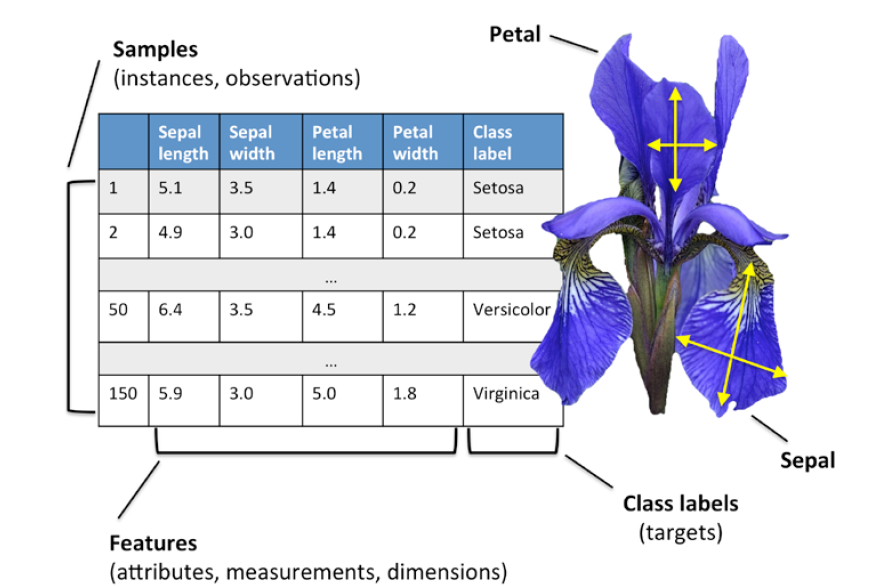 Samples
(instances, observations)
Petal
Sepal length Sepal width Petal length Petal width Class label
1 5.1 3.5 1.4 0.2 Setosa
2 4.9 3.0 1.4 0.2 Setosa
...
50 6.4 3.5 4.5 1.2 Versicolor
...
150 5.9 3.0 5.0 1.8 Virginica
Sepal
Class labels
(targets)
Features
(attributes, measurements, dimensions)